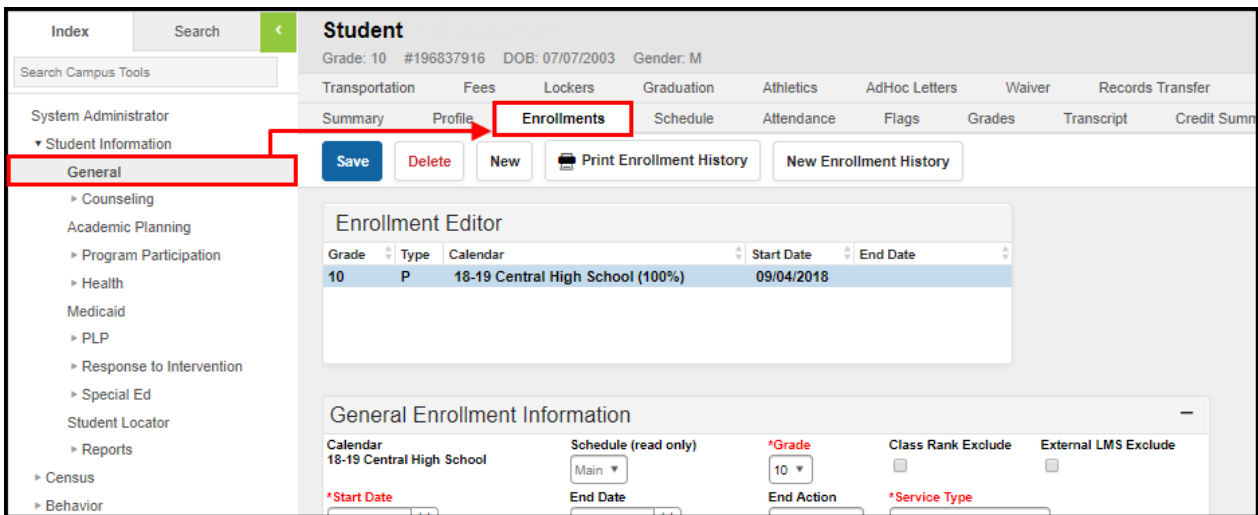 Index
Search
Search Campus Tools
System Administrator
Student Information
General
Counseling
Academic Planning
Program Participation
Health
Medicaid
PLP
Response to Intervention
Special Ed
Student Locator
Reports
Census
Behavior
Student
Grade: 10 #196837916 DOB: 07/07/2003 Gender: M
Transportation Fees Lockers Graduation Athletics AdHoc Letters Waiver Records Transfer
Summary Profile Enrollments Schedule Attendance Flags Grades Transcript Credit Summ
Save Delete New Print Enrollment History New Enrollment History
Enrollment Editor
Grade Type Calendar Start Date End Date
10 P 18-19 Central High School (100%) 09/04/2018
General Enrollment Information
Calendar Schedule (read only) *Grade Class Rank Exclude External LMS Exclude
18-19 Central High School Main 10
*Start Date End Date End Action *Service Type